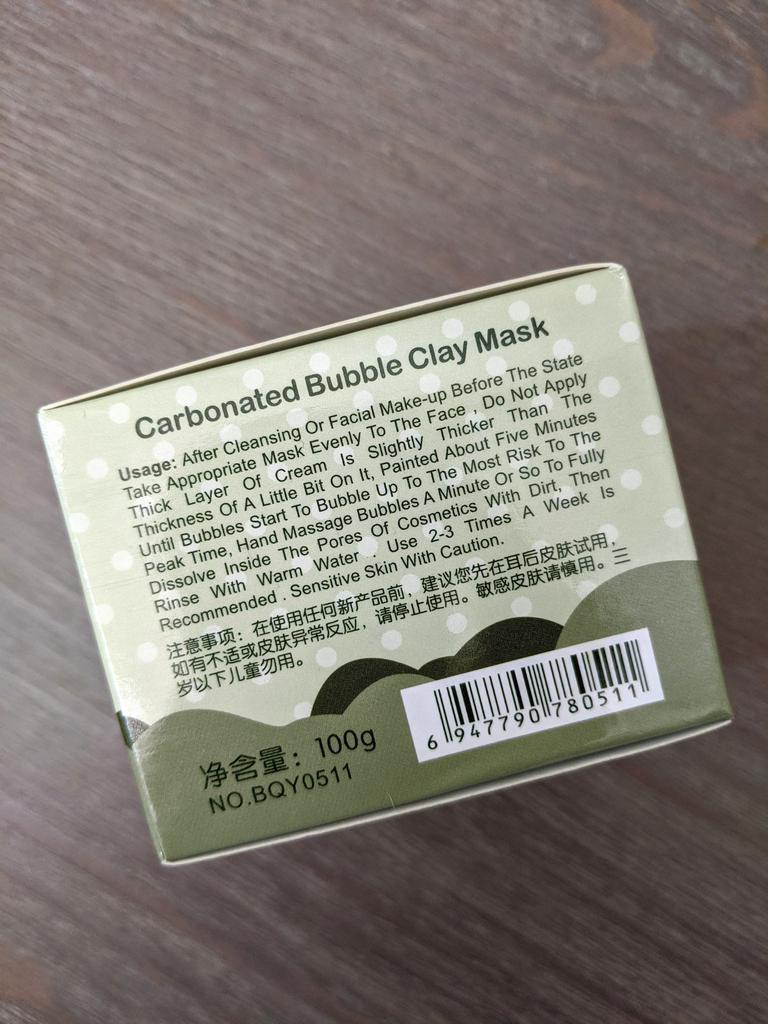 Carbonated Bubble Clay Mask
Usage: After Cleansing Or Facial Make-up Before The State
Take Appropriate Mask Evenly To The Face , Do Not Apply
Thick Layer Of Cream Is Slightly Thicker Than The
Thickness Of A Little Bit On It, Painted About Five Minutes
Until Bubbles Start To Bubble Up To The Most Risk To The
Peak Time, Hand Massage Bubbles A Minute Or So To Fully
Dissolve Inside The Pores Of Cosmetics With Dirt, Then
Rinse With Warm Water . Use 2-3 Times A Week Is
Recommended . Sensitive Skin With Caution.
注意事项：在使用任何新产品前，建议您先在耳后皮肤试用，
如有不适或皮肤异常反应，请停止使用。敏感皮肤请慎用。三
岁以下儿童勿用。
净含量：100g
NO.BQY0511
6 947790 780511